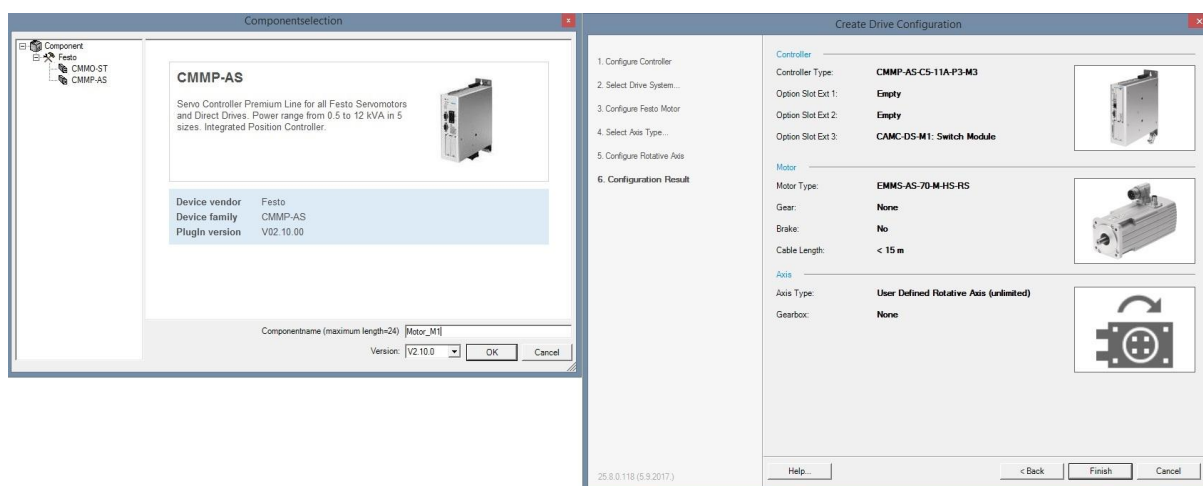 Componentselection
Component
Festo
CMMO-ST
CMMP-AS
CMMP-AS
Servo Controller Premium Line for all Festo Servomotors
and Direct Drives. Power range from 0.5 to 12 kVA in 5
sizes. Integrated Position Controller.
Device vendor Festo
Device family CMMP-AS
PlugIn version V02.10.00
Componentname (maximum length=24) Motor_M1
Version: V2.10.0 OK Cancel
Create Drive Configuration
1. Configure Controller
2. Select Drive System...
3. Configure Festo Motor
4. Select Axis Type...
5. Configure Rotative Axis
6. Configuration Result
25.8.0.118 (5.9.2017.)
Controller
Controller Type: CMMP-AS-C5-11A-P3-M3
Option Slot Ext 1: Empty
Option Slot Ext 2: Empty
Option Slot Ext 3: CAMC-DS-M1: Switch Module
Motor
Motor Type: EMMS-AS-70-M-HS-RS
Gear: None
Brake: No
Cable Length: < 15 m
Axis
Axis Type: User Defined Rotative Axis (unlimited)
Gearbox: None
Help... < Back Finish Cancel